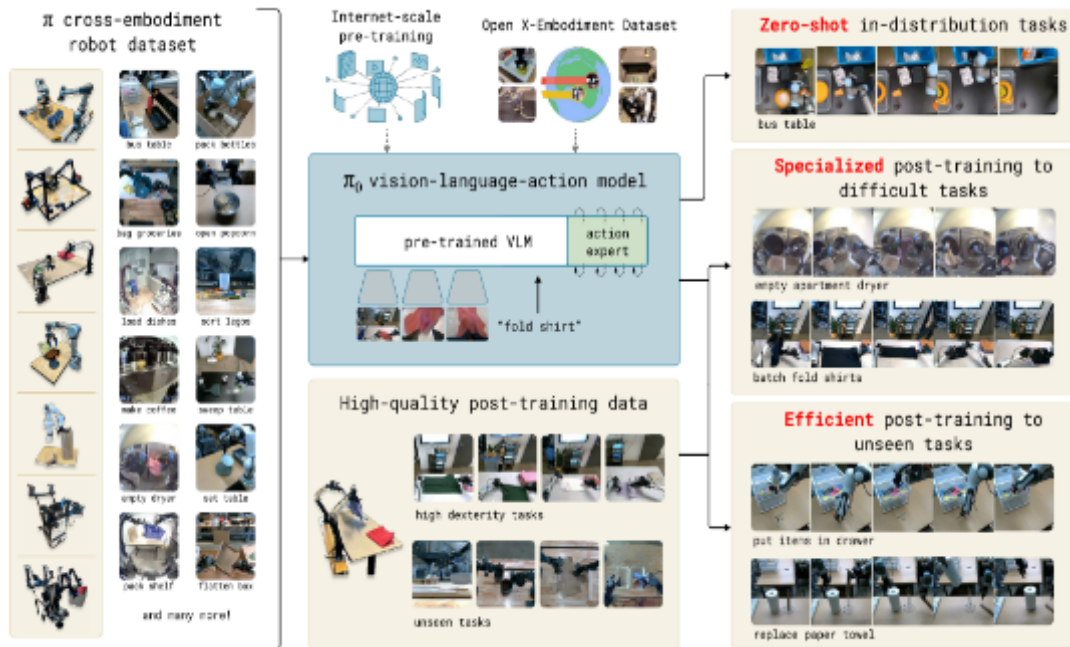 π cross-embodiment
robot dataset
bus table
pack bottles
bag groceries
open popcorn
load dishes
sort legos
make coffee
sweep table
empty dryer
set table
pack shelf
flatten box
and many more!
Internet-scale
pre-training
Open X-Embodiment Dataset
π₀ vision-language-action model
pre-trained VLM
action
expert
"fold shirt"
High-quality post-training data
high dexterity tasks
unseen tasks
Zero-shot in-distribution tasks
bus table
Specialized post-training to
difficult tasks
empty apartment dryer
batch fold shirts
Efficient post-training to
unseen tasks
put items in drawer
replace paper towel